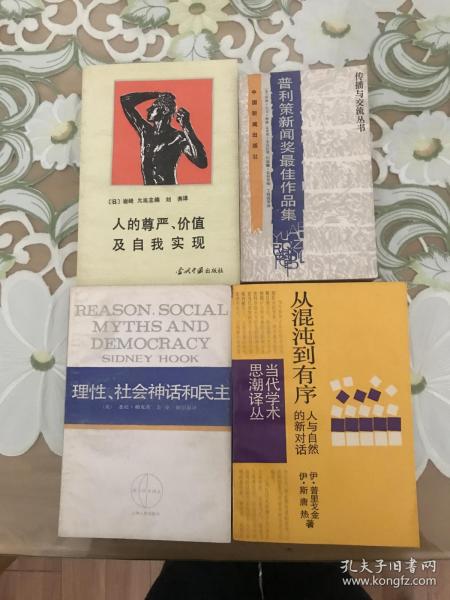 〔日〕岩崎 允胤主编 刘 奔译
人的尊严、价值
及自我实现
当代中国出版社
传播与交流丛书
普利策新闻奖最佳作品集
中国新闻出版社
REASON, SOCIAL
MYTHS AND
DEMOCRACY
SIDNEY HOOK
理性、社会神话和民主
上海人民出版社
从混沌到有序
人与自然
的新对话
当代学术
思潮译丛
伊·普里戈金
伊·斯唐热 著
孔夫子旧书网
www.kongfz.com